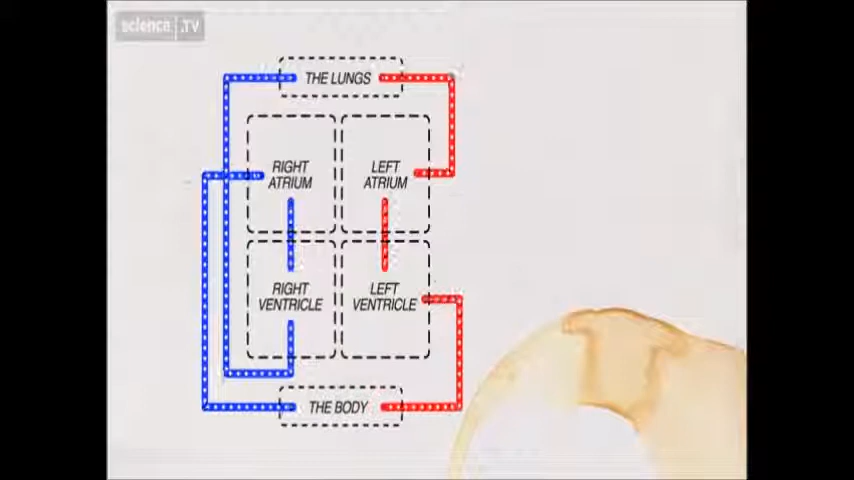 science.TV
THE LUNGS
RIGHT
ATRIUM
LEFT
ATRIUM
RIGHT
VENTRICLE
LEFT
VENTRICLE
THE BODY